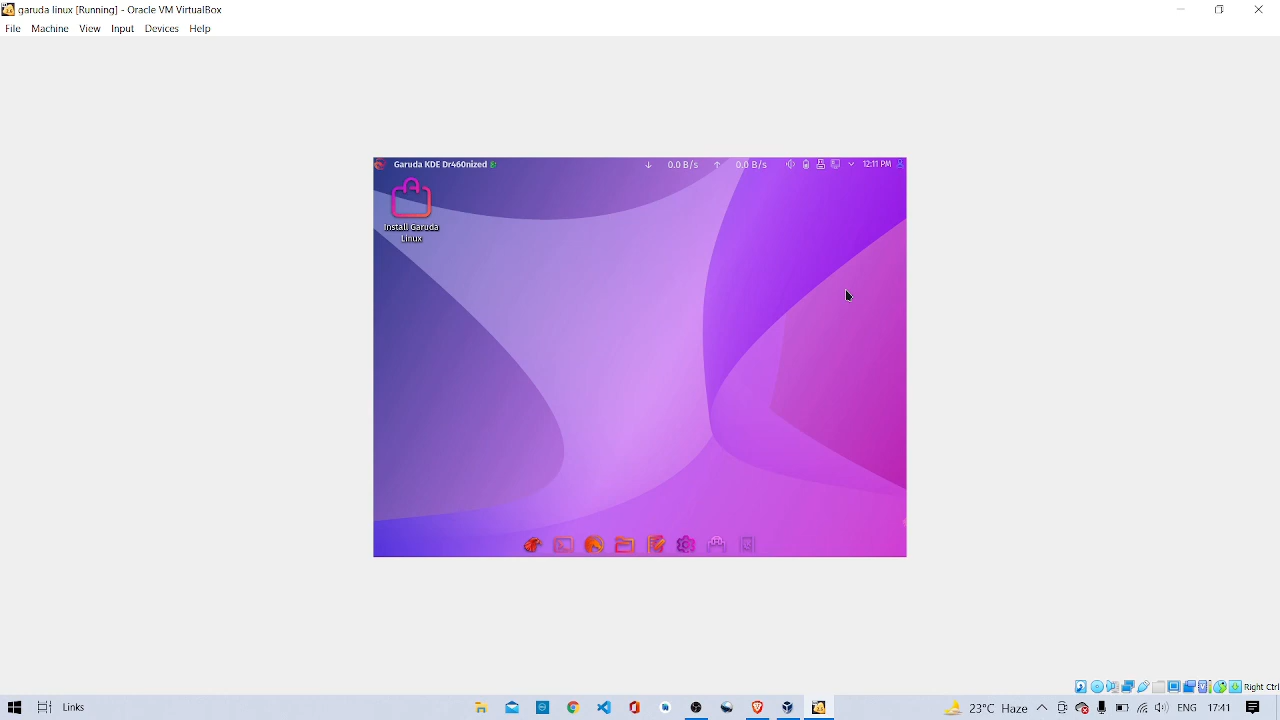 garuda linux [Running] - Oracle VM VirtualBox
File Machine View Input Devices Help
Garuda KDE Dr460nized
0.0 B/s 0.0 B/s 12:11 PM
Install Garuda
Linux
Right Ctrl
Links
23°C Haze ENG 17:41